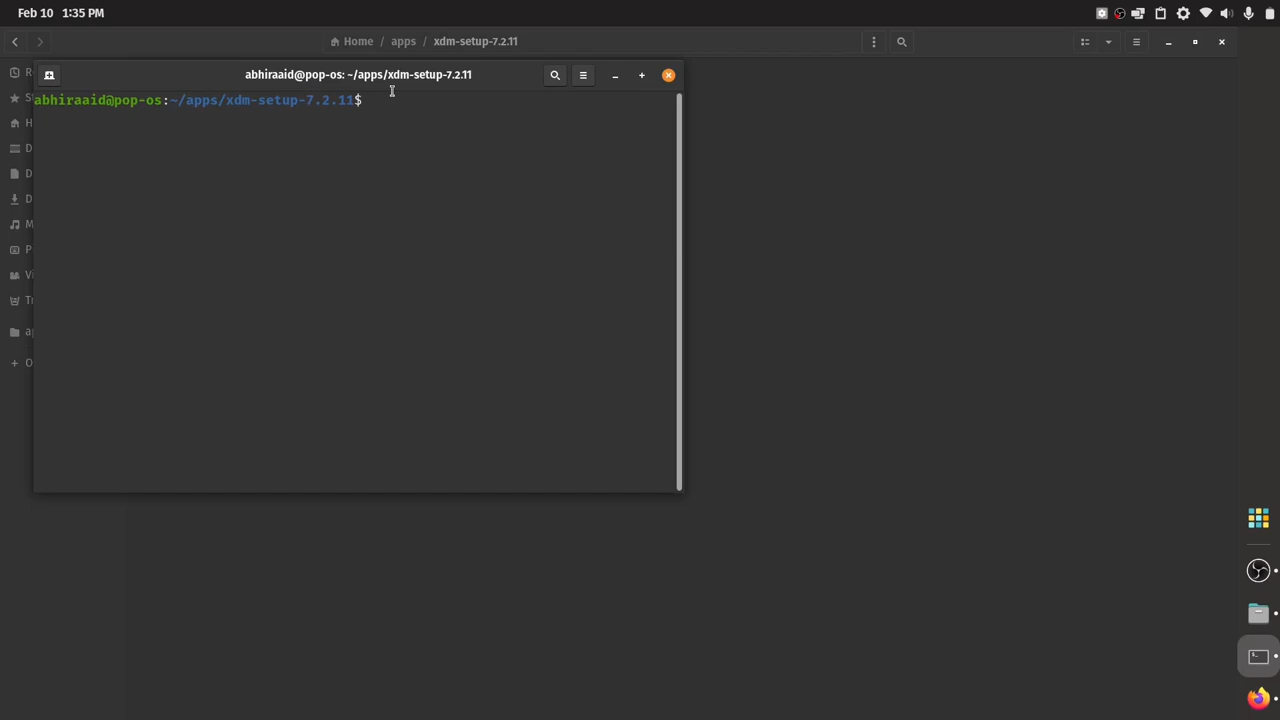 Feb 10 1:35 PM
Home / apps / xdm-setup-7.2.11
abhiraaid@pop-os: ~/apps/xdm-setup-7.2.11
abhiraaid@pop-os:~/apps/xdm-setup-7.2.11$